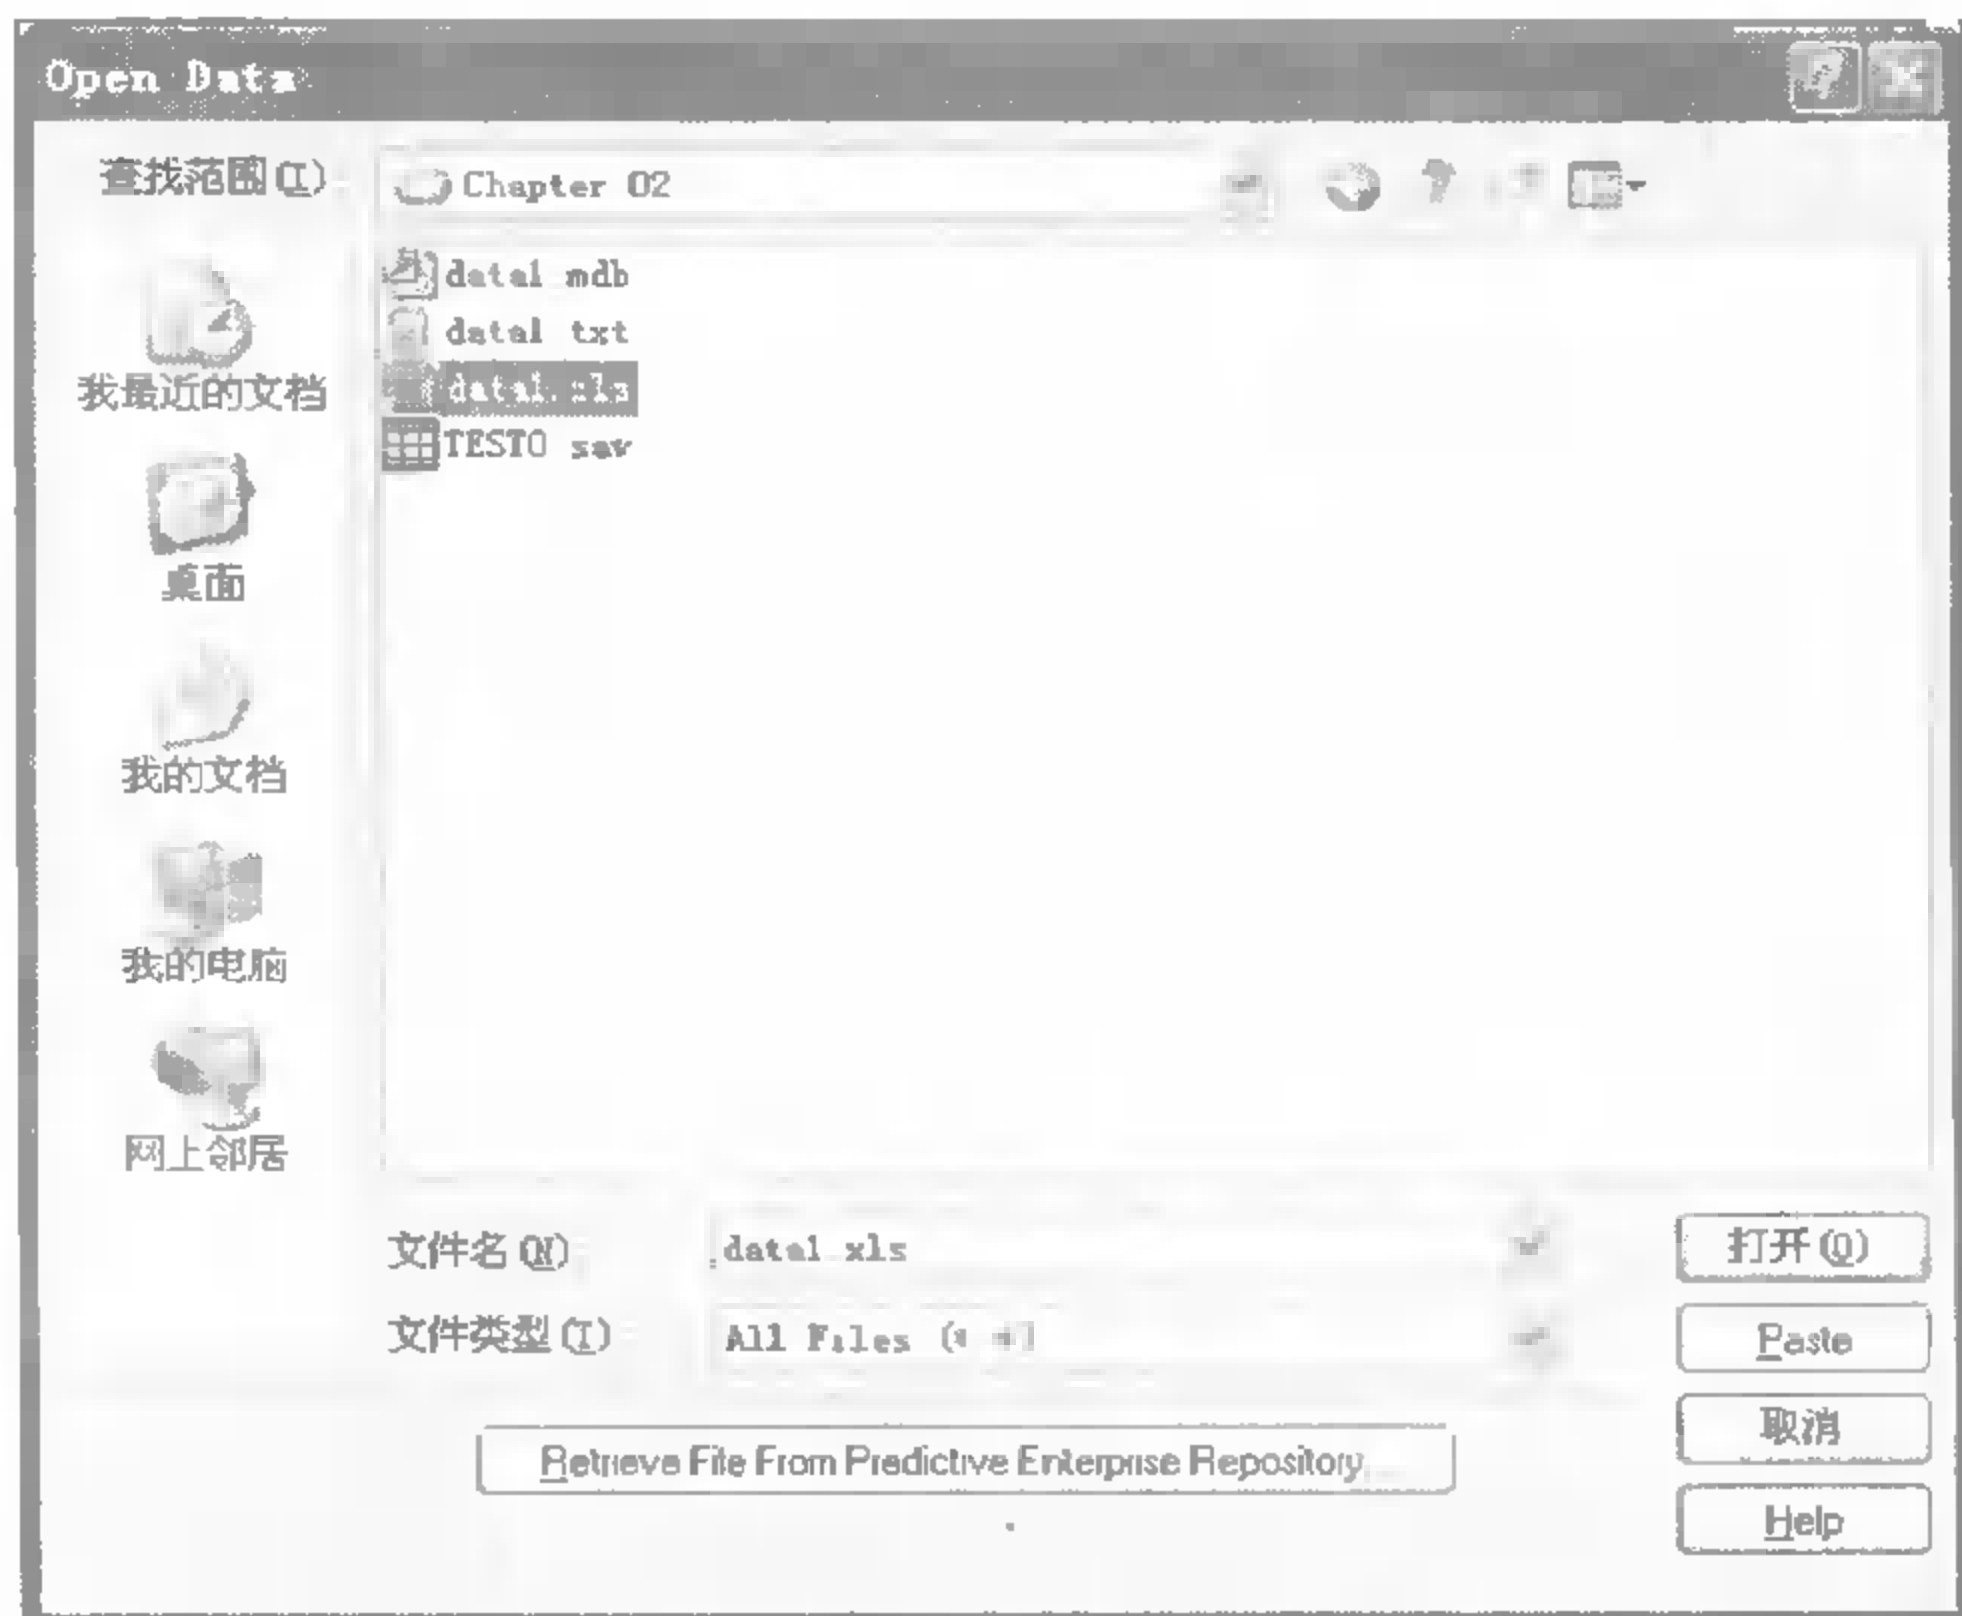 Open Data
查找范围(I)
Chapter 02
data1 mdb
data1 txt
data1.xls
TEST0 sav
我最近的文档
桌面
我的文档
我的电脑
网上邻居
文件名(N)
data1 xls
打开(O)
文件类型(T)
All Files (* *)
Paste
取消
Retrieve File From Predictive Enterprise Repository
Help